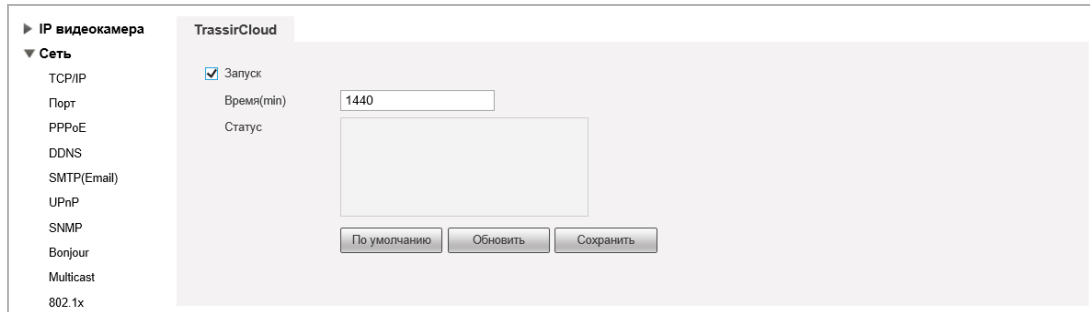 IP видеокамера
Сеть
TCP/IP
Порт
PPPoE
DDNS
SMTP(Email)
UPnP
SNMP
Bonjour
Multicast
802.1x
TrassirCloud
Запуск
Время(min) 1440
Статус
По умолчанию Обновить Сохранить